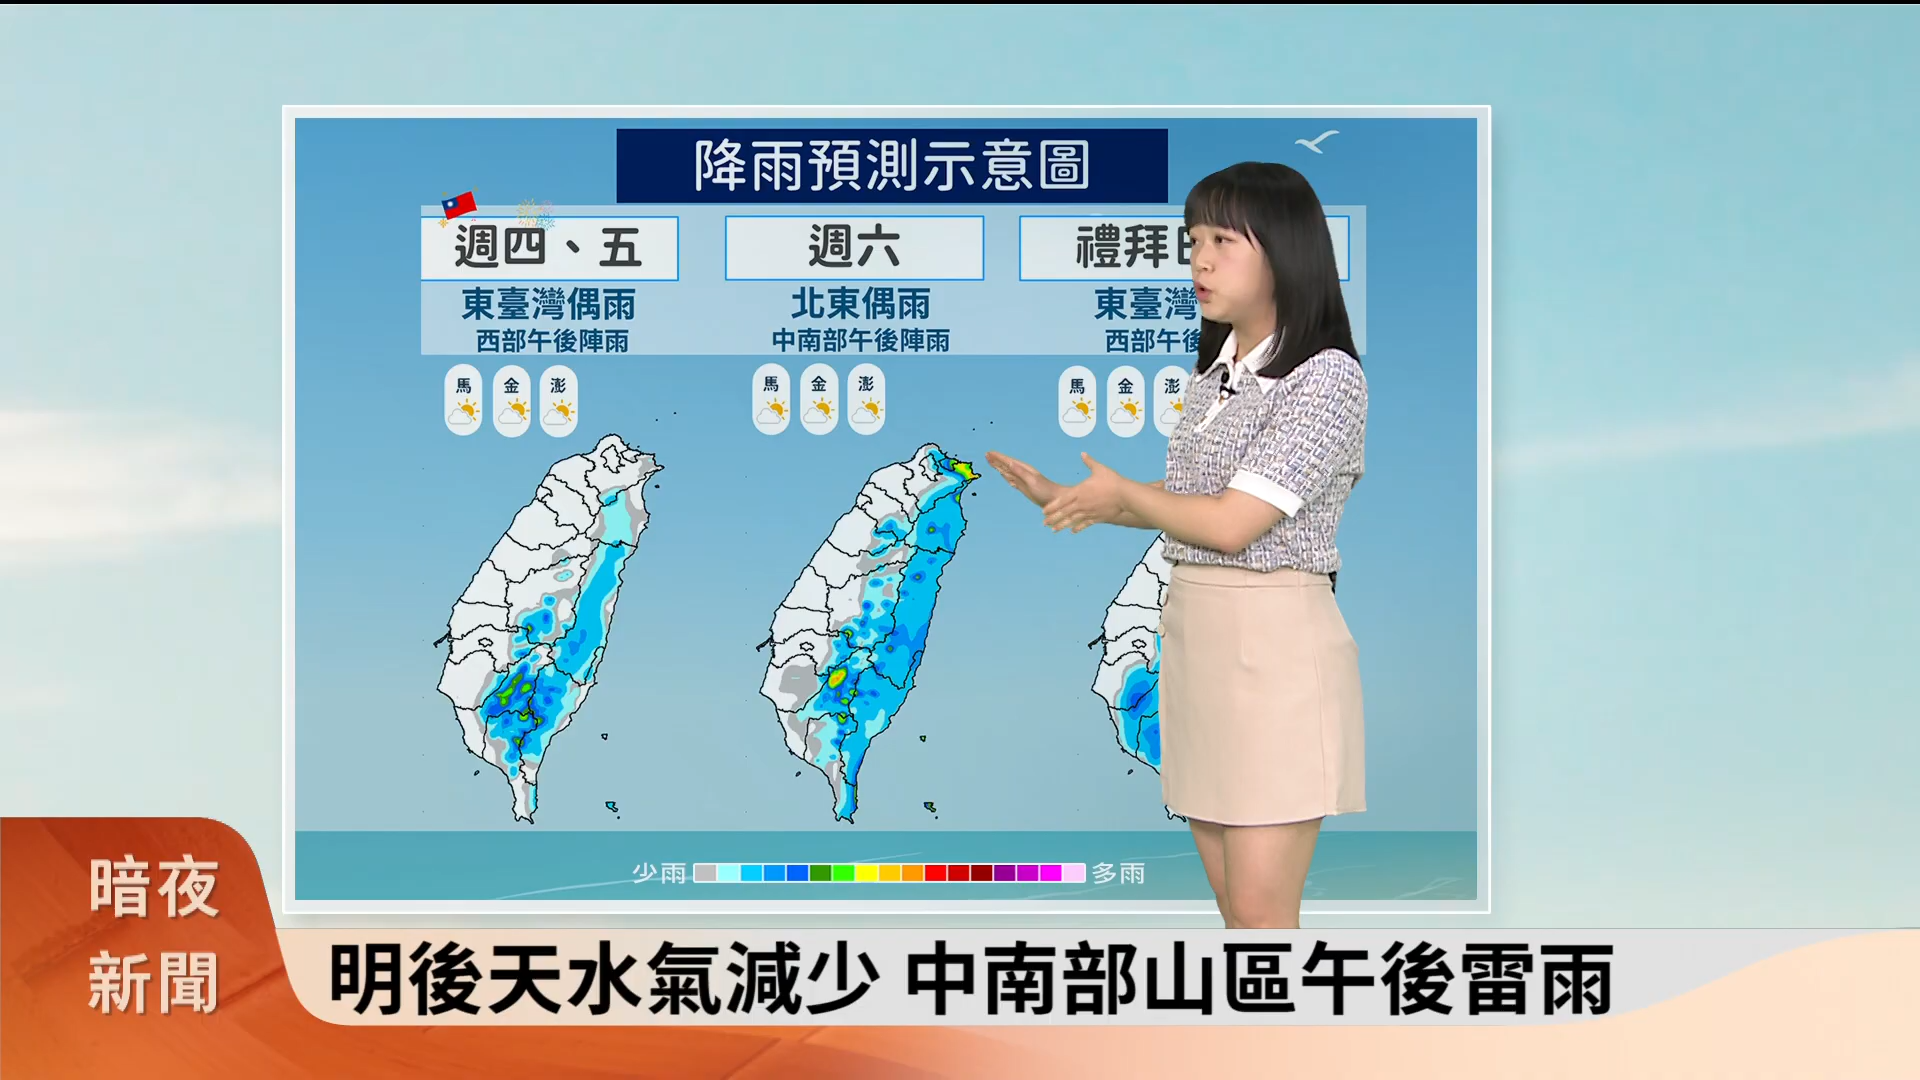 降雨預測示意圖
週四、五
東臺灣偶雨
西部午後陣雨
馬 金 澎
週六
北東偶雨
中南部午後陣雨
馬 金 澎
禮拜
東臺灣
西部午後
馬 金 澎
少雨 多雨
暗夜
新聞
明後天水氣減少 中南部山區午後雷雨